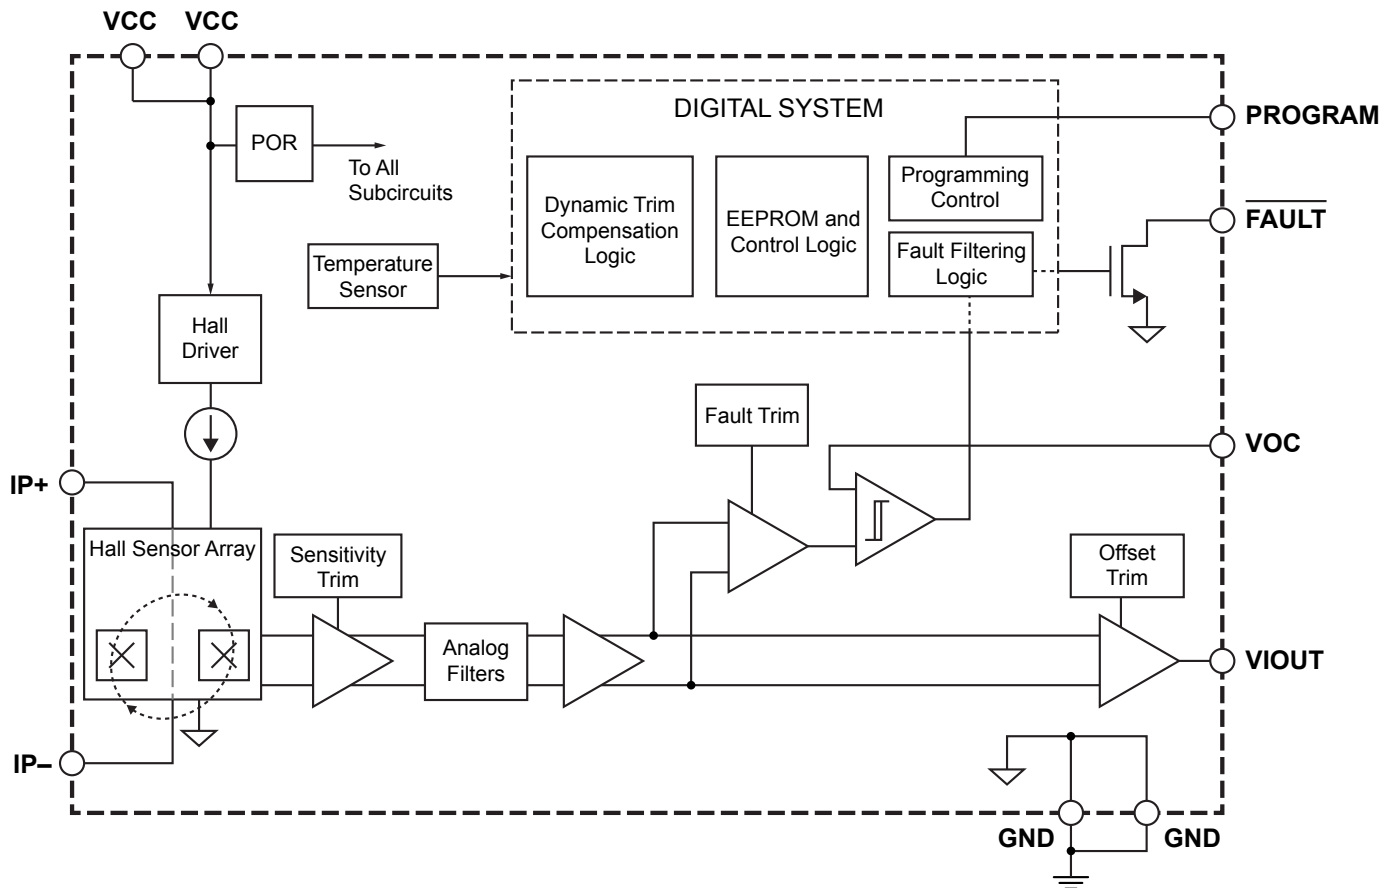 VCC VCC
DIGITAL SYSTEM
PROGRAM
POR
To All
Subcircuits
Dynamic Trim
Compensation
Logic
EEPROM and
Control Logic
Programming
Control
FAULT
Fault Filtering
Logic
Temperature
Sensor
Hall
Driver
Fault Trim
VOC
IP+
Hall Sensor Array
Sensitivity
Trim
Offset
Trim
Analog
Filters
VIOUT
IP–
GND GND